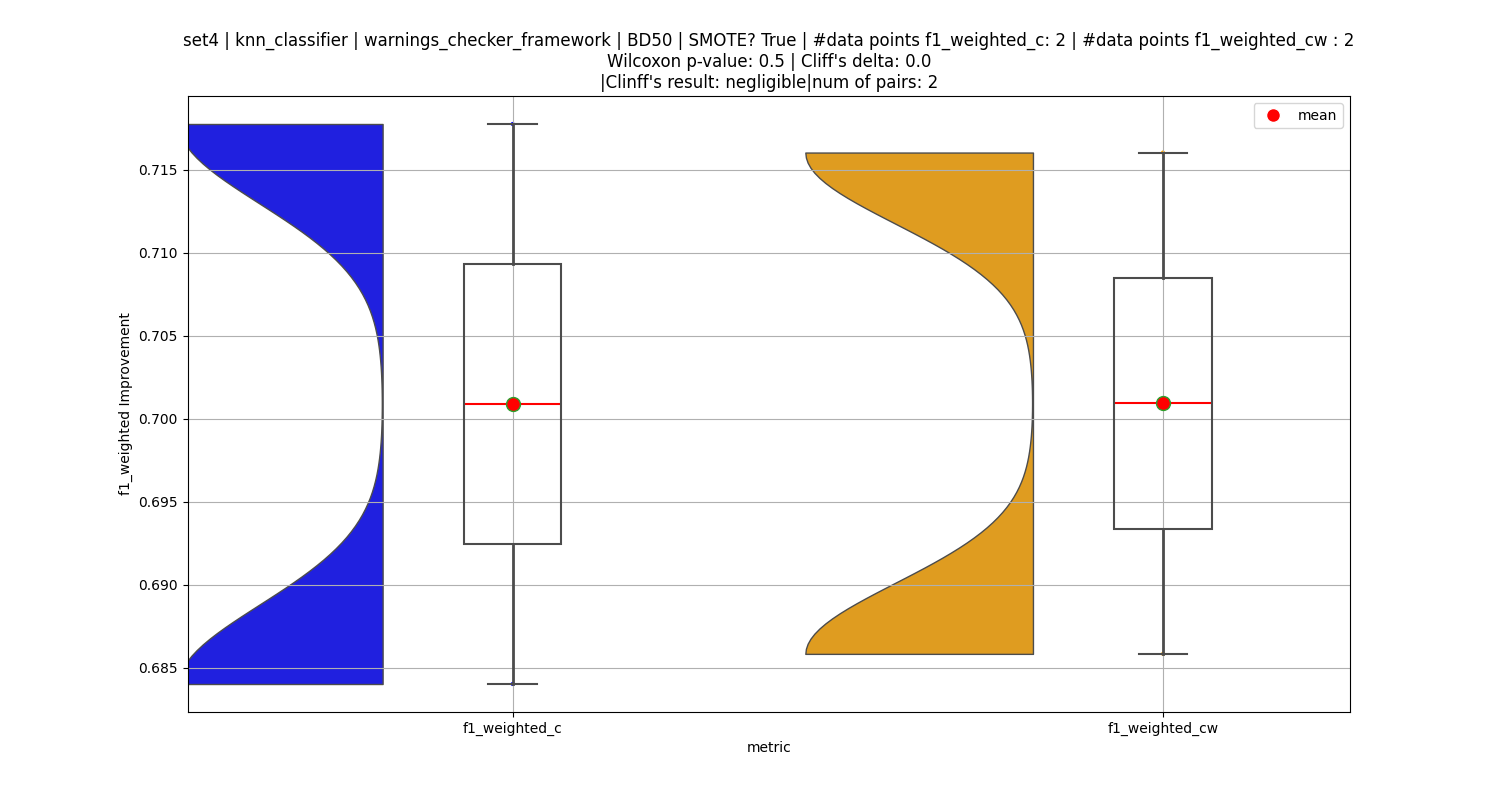 set4 | knn_classifier | warnings_checker_framework | BD50 | SMOTE? True | #data points f1_weighted_c: 2 | #data points f1_weighted_cw : 2
Wilcoxon p-value: 0.5 | Cliff's delta: 0.0
|Clinff's result: negligible|num of pairs: 2
mean
0.715
0.710
0.705
0.700
0.695
0.690
0.685
f1_weighted Improvement
f1_weighted_c
f1_weighted_cw
metric